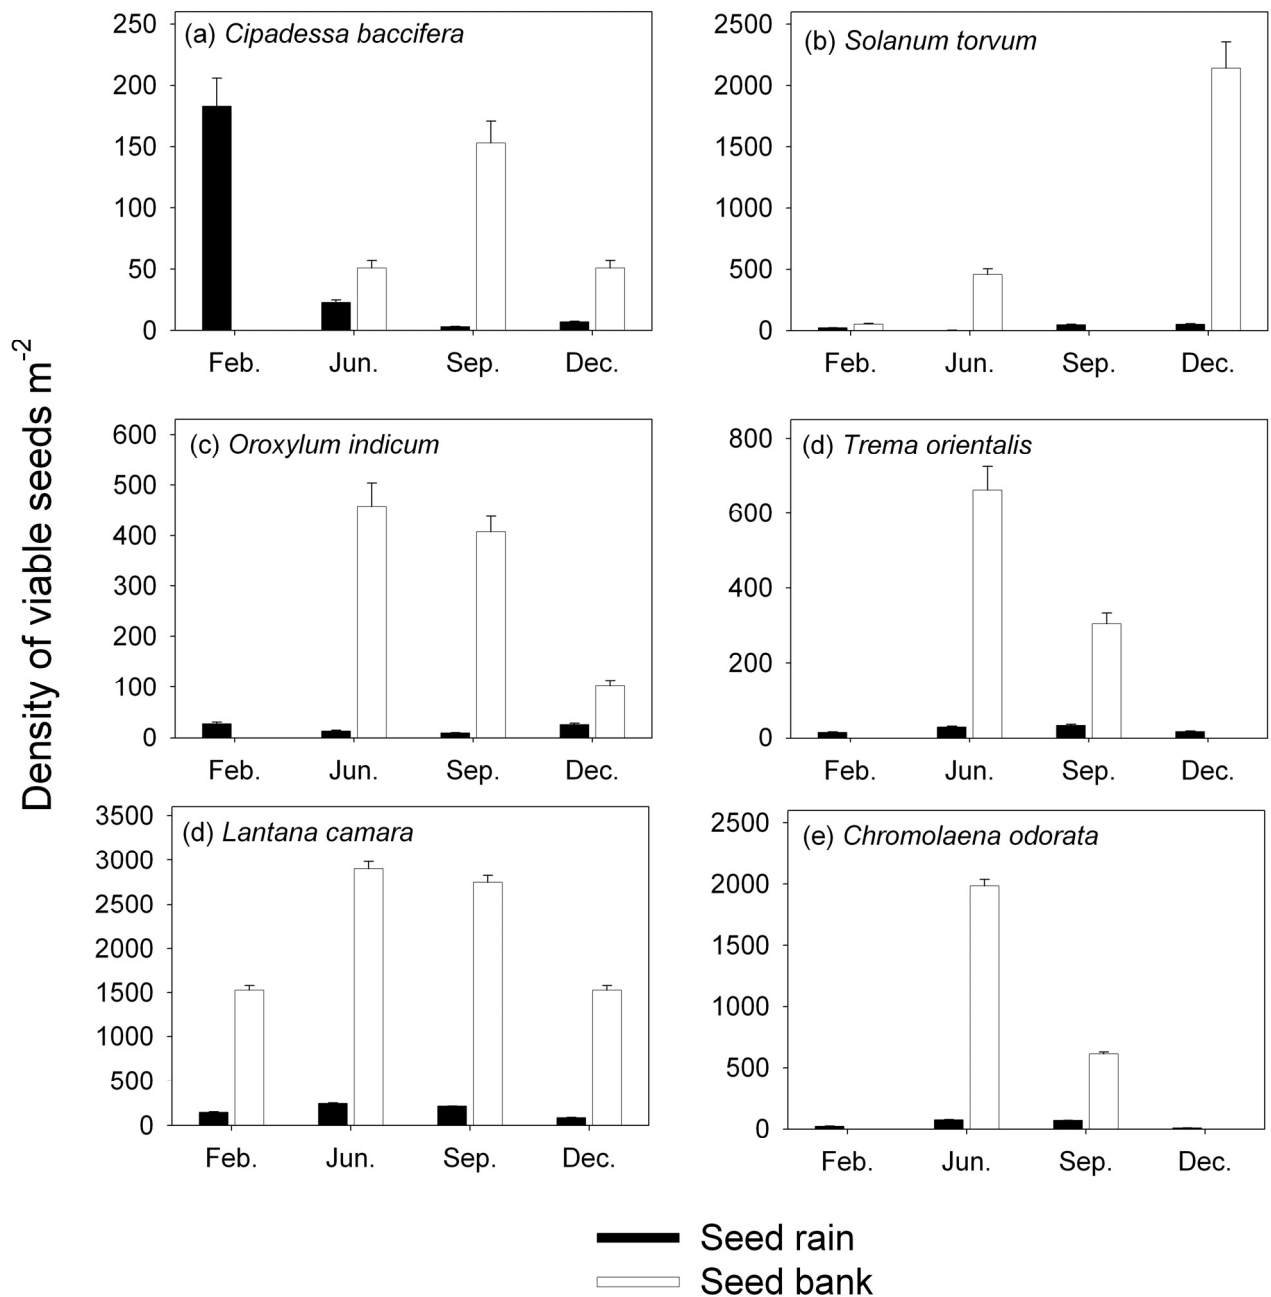 Density of viable seeds m-2
(a) Cipadessa baccifera
250
200
150
100
50
0
Feb. Jun. Sep. Dec.
(b) Solanum torvum
2500
2000
1500
1000
500
0
Feb. Jun. Sep. Dec.
(c) Oroxylum indicum
600
500
400
300
200
100
0
Feb. Jun. Sep. Dec.
(d) Trema orientalis
800
600
400
200
0
Feb. Jun. Sep. Dec.
(d) Lantana camara
3500
3000
2500
2000
1500
1000
500
0
Feb. Jun. Sep. Dec.
(e) Chromolaena odorata
2500
2000
1500
1000
500
0
Feb. Jun. Sep. Dec.
Seed rain
Seed bank